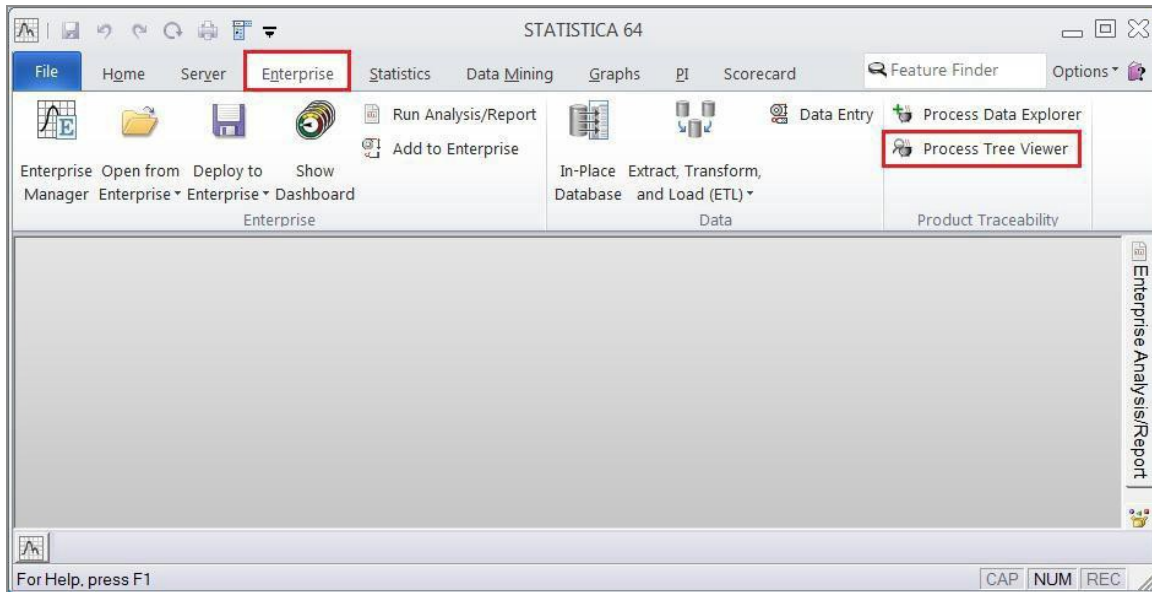 STATISTICA 64
File Home Server Enterprise Statistics Data Mining Graphs PI Scorecard Feature Finder Options
Enterprise Manager
Open from Enterprise
Deploy to Enterprise
Show Dashboard
Run Analysis/Report
Add to Enterprise
Enterprise
In-Place Database
Extract, Transform, and Load (ETL)
Data Entry
Data
Process Data Explorer
Process Tree Viewer
Product Traceability
Enterprise Analysis/Report
For Help, press F1
CAP NUM REC